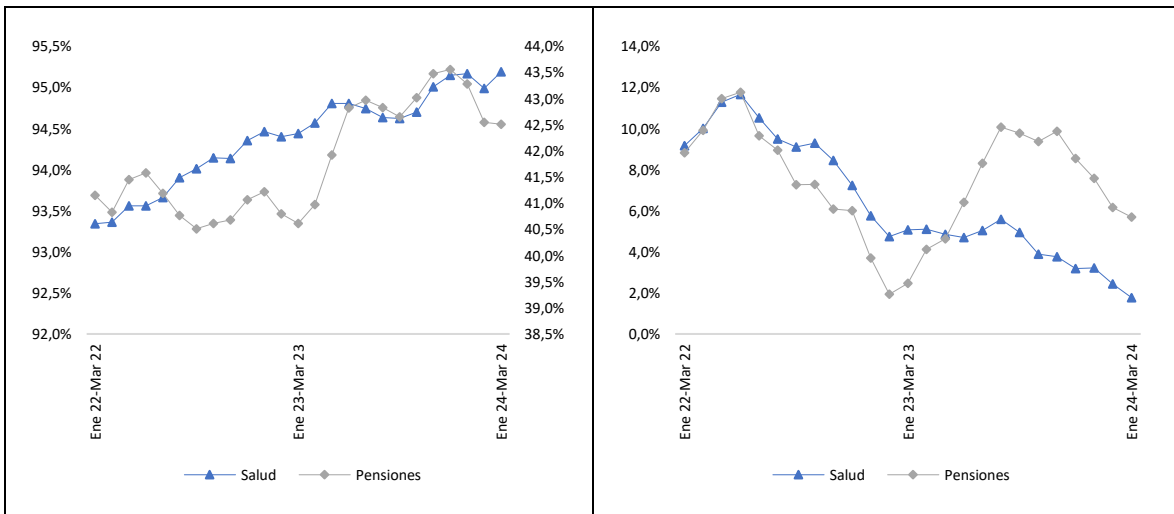 95,5%
95,0%
94,5%
94,0%
93,5%
93,0%
92,5%
92,0%
44,0%
43,5%
43,0%
42,5%
42,0%
41,5%
41,0%
40,5%
40,0%
39,5%
39,0%
38,5%
Ene 22-Mar 22
Ene 23-Mar 23
Ene 24-Mar 24
Salud
Pensiones
14,0%
12,0%
10,0%
8,0%
6,0%
4,0%
2,0%
0,0%
Ene 22-Mar 22
Ene 23-Mar 23
Ene 24-Mar 24
Salud
Pensiones